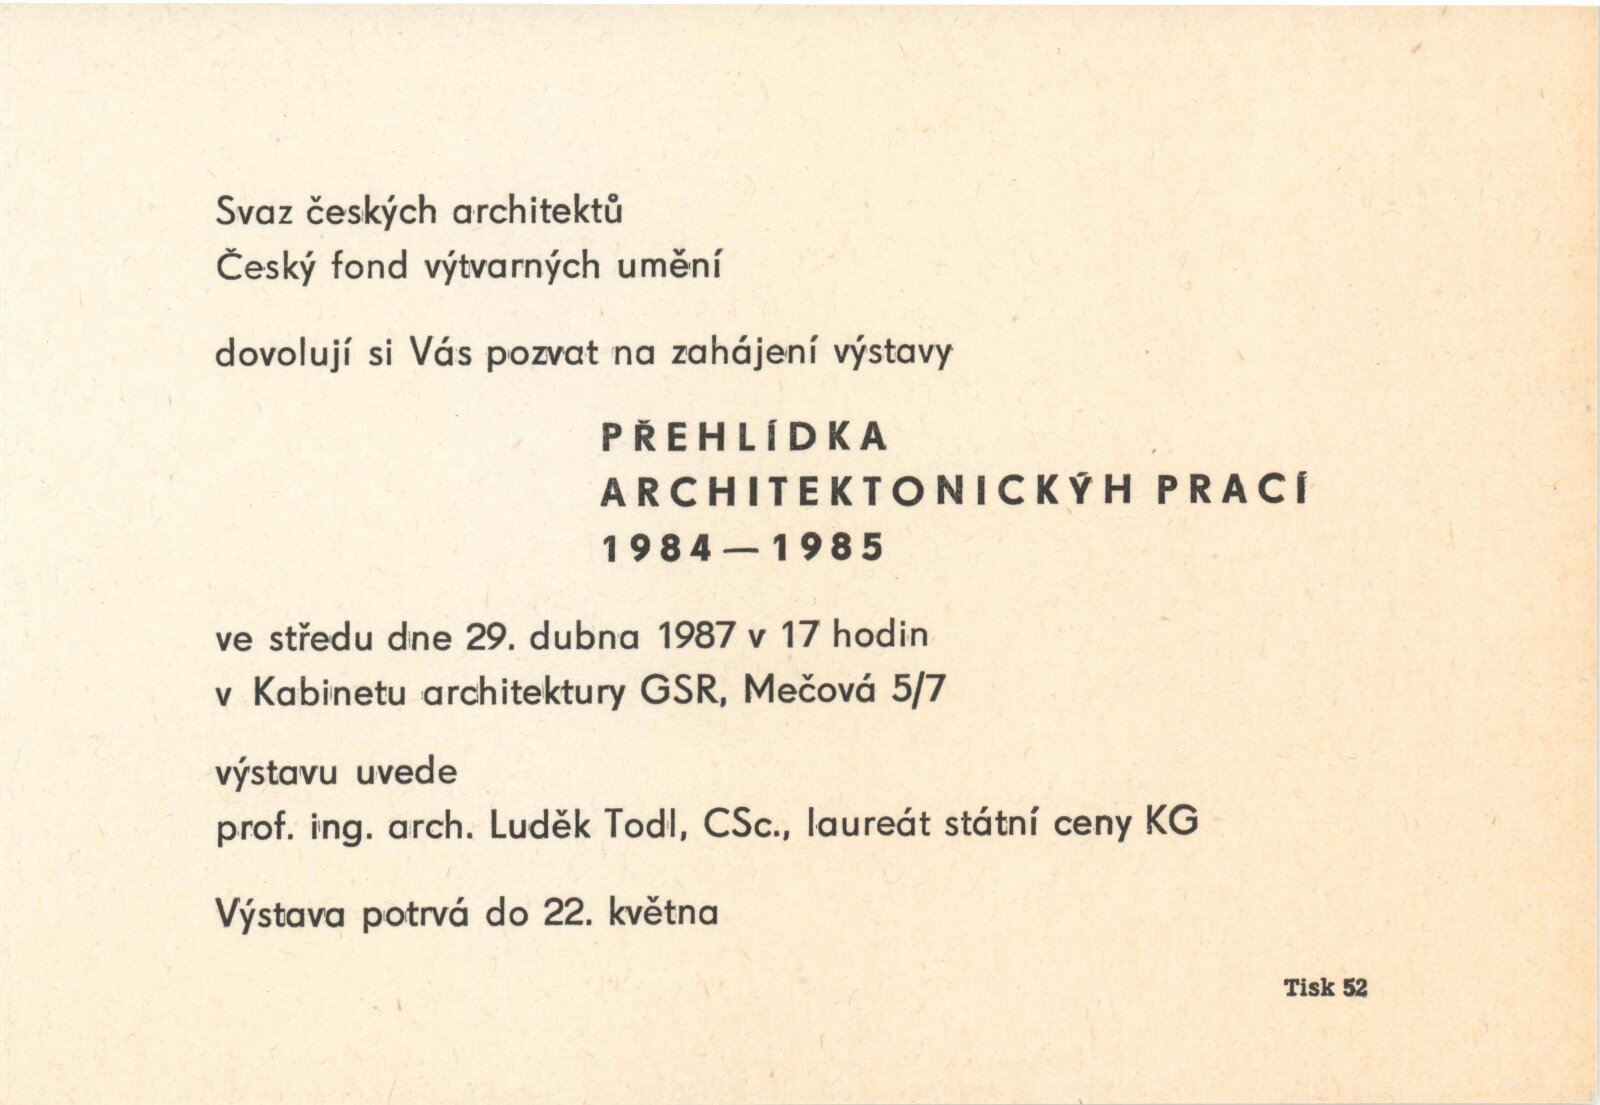 Svaz českých architektů
Český fond výtvarných umění
dovolují si Vás pozvat na zahájení výstavy
PŘEHLÍDKA
ARCHITEKTONICKÝH PRACÍ
1984 — 1985
ve středu dne 29. dubna 1987 v 17 hodin
v Kabinetu architektury GSR, Mečová 5/7
výstavu uvede
prof. ing. arch. Luděk Todl, CSc., laureát státní ceny KG
Výstava potrvá do 22. května
Tisk 52